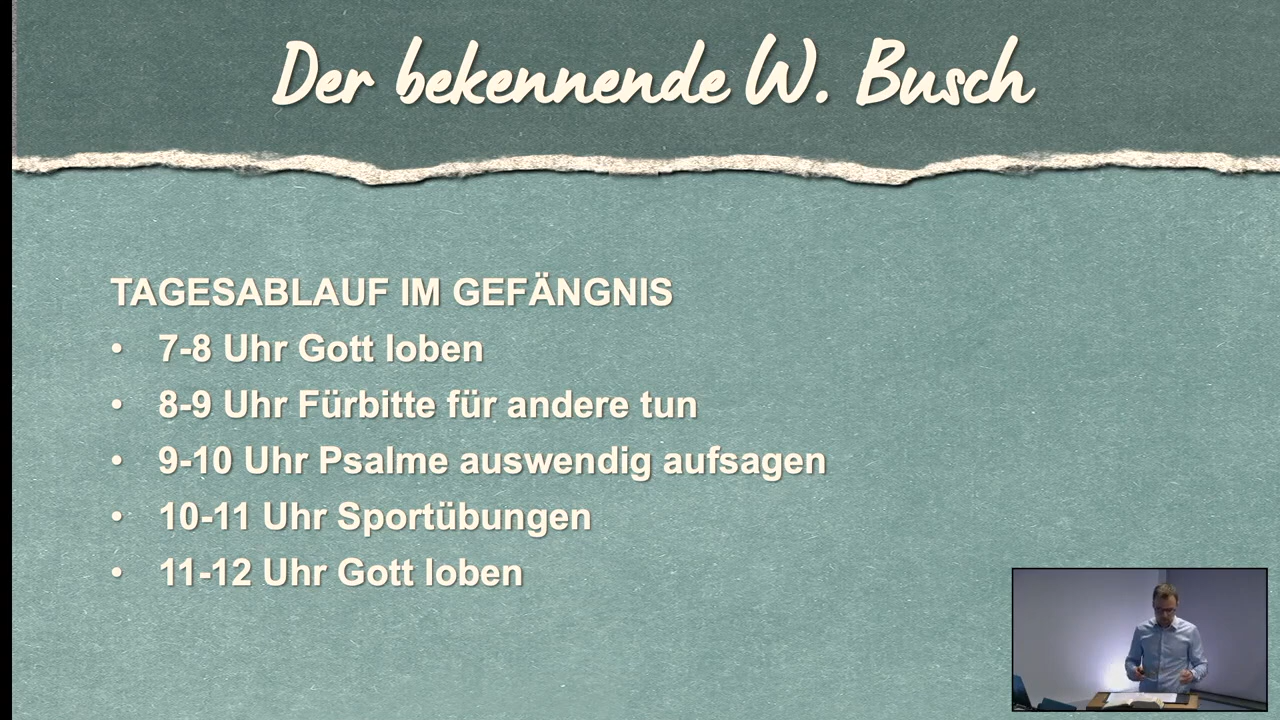 Der bekennende W. Busch
TAGESABLAUF IM GEFÄNGNIS
• 7-8 Uhr Gott loben
• 8-9 Uhr Fürbitte für andere tun
• 9-10 Uhr Psalme auswendig aufsagen
• 10-11 Uhr Sportübungen
• 11-12 Uhr Gott loben